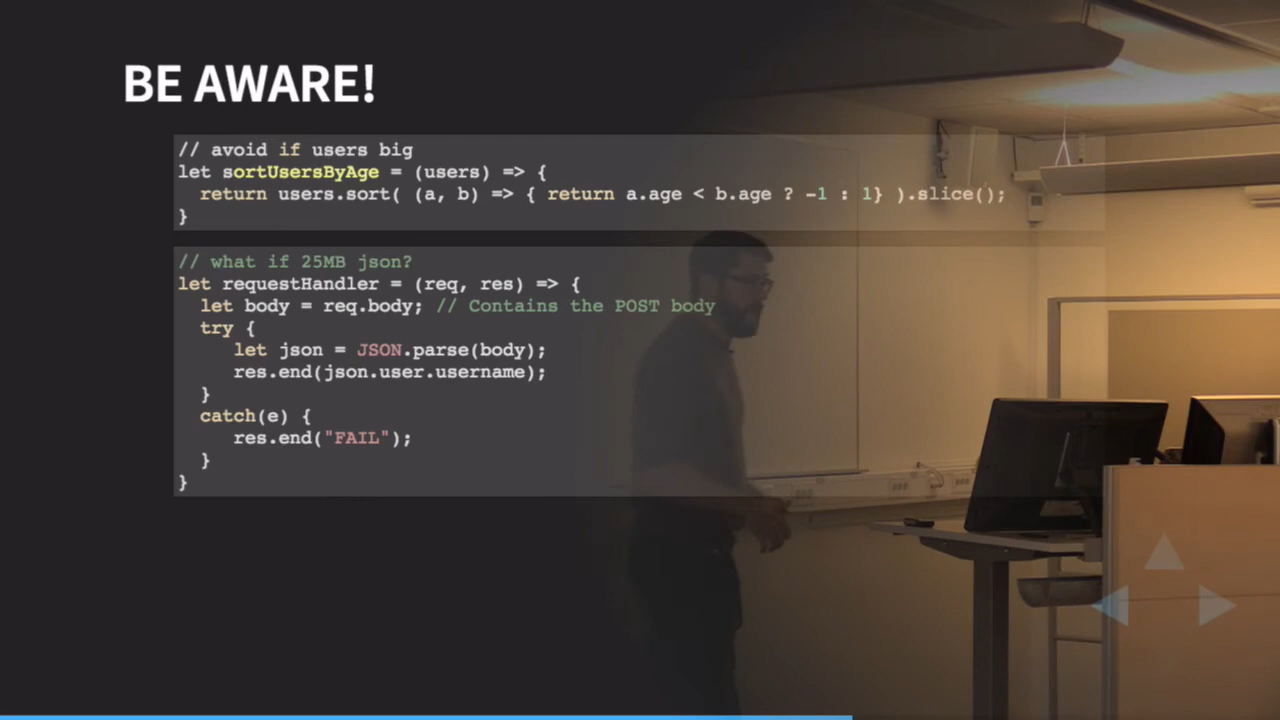 BE AWARE!
// avoid if users big
let sortUsersByAge = (users) => {
return users.sort( (a, b) => { return a.age < b.age ? -1 : 1} ).slice();
}
// what if 25MB json?
let requestHandler = (req, res) => {
let body = req.body; // Contains the POST body
try {
let json = JSON.parse(body);
res.end(json.user.username);
}
catch(e) {
res.end("FAIL");
}
}